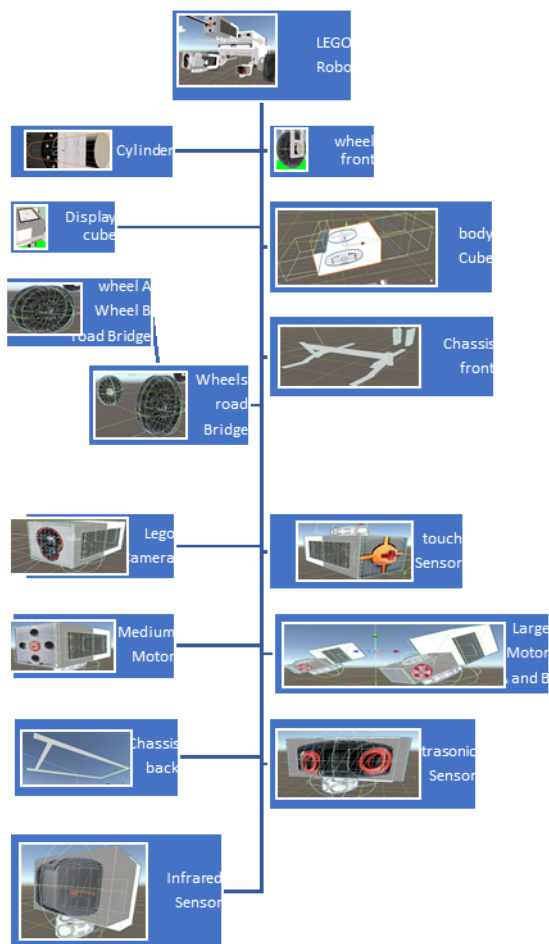 LEGO
Robo
Cylinder
wheel
front
Display
cube
body
Cube
wheel A
Wheel B
road Bridge
Chassis
front
Wheels
road
Bridge
Lego
Camera
touch
Sensor
Medium
Motor
Large
Motor
A and B
Chassis
back
trasonic
Sensor
Infrared
Sensor